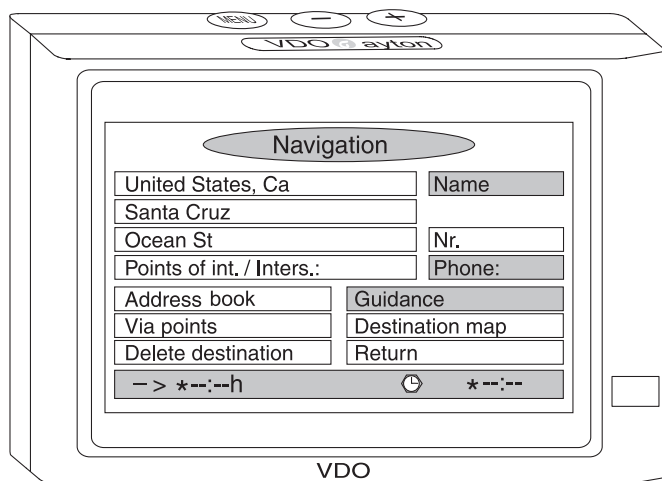 MENU − +
VDO ayton
Navigation
United States, Ca Name
Santa Cruz
Ocean St Nr.
Points of int. / Inters.: Phone:
Address book Guidance
Via points Destination map
Delete destination Return
−> *--:--h *--:--
VDO